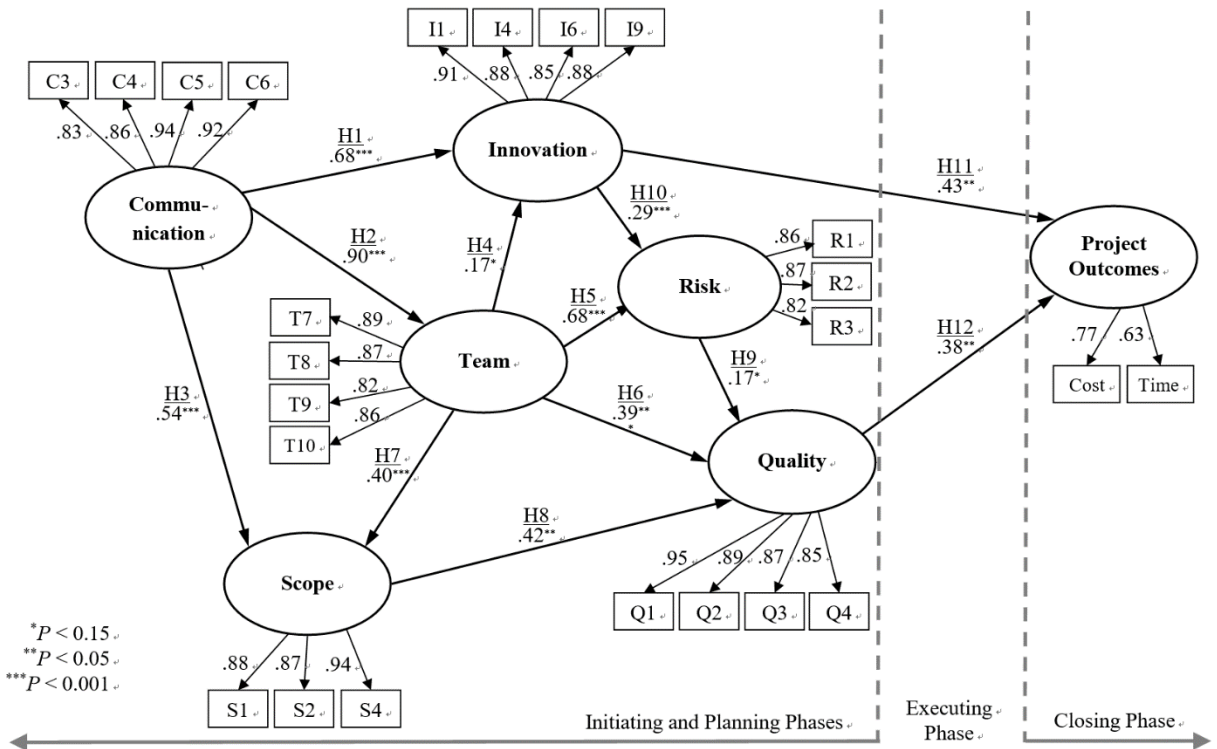 I1 I4 I6 I9
.91 .88 .85 .88
C3 C4 C5 C6
.83 .86 .94 .92
H1
.68***
Innovation
H11
.43**
Commu-
nication
H10
.29***
H2
.90***
H4
.17*
.86 R1
.87 R2
.82 R3
Risk
Project
Outcomes
H5
.68***
T7 .89
T8 .87
T9 .82
T10 .86
Team
H9
.17*
H12
.38**
.77 .63
Cost Time
H3
.54***
H6
.39**
*
H7
.40***
Quality
H8
.42**
.95 .89 .87 .85
Q1 Q2 Q3 Q4
Scope
.88 .87 .94
S1 S2 S4
*P < 0.15
**P < 0.05
***P < 0.001
Initiating and Planning Phases
Executing
Phase
Closing Phase